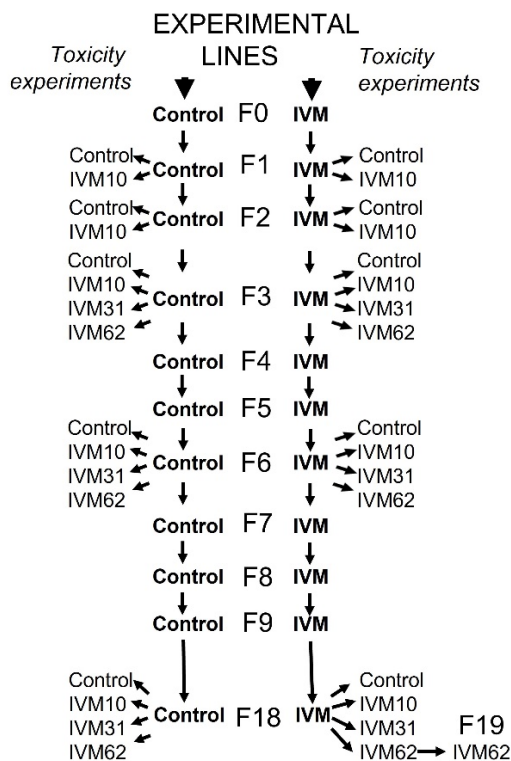 EXPERIMENTAL
LINES
Toxicity
experiments
Toxicity
experiments
Control F0 IVM
Control
IVM10
Control F1 IVM
Control
IVM10
Control
IVM10
Control F2 IVM
Control
IVM10
Control
IVM10
IVM31
IVM62
Control F3 IVM
Control
IVM10
IVM31
IVM62
Control F4 IVM
Control F5 IVM
Control
IVM10
IVM31
IVM62
Control F6 IVM
Control
IVM10
IVM31
IVM62
Control F7 IVM
Control F8 IVM
Control F9 IVM
Control
IVM10
IVM31
IVM62
Control F18 IVM
Control
IVM10
IVM31
IVM62
F19
IVM62